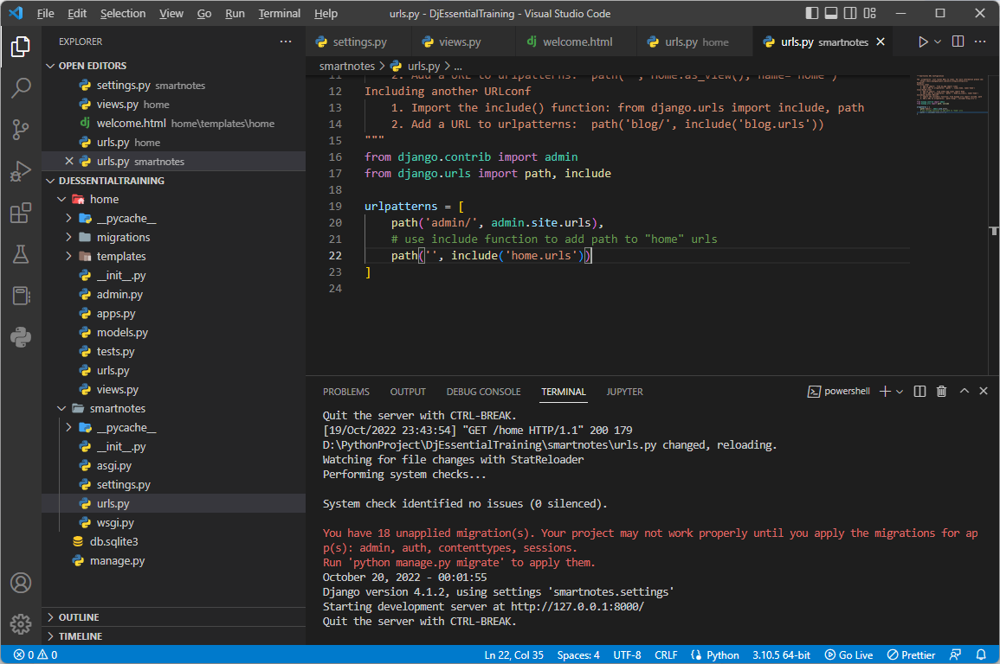 File Edit Selection View Go Run Terminal Help
urls.py - DjEssentialTraining - Visual Studio Code
EXPLORER
OPEN EDITORS
settings.py smartnotes
views.py home
welcome.html home\templates\home
urls.py home
urls.py smartnotes
DJESSENTIALTRAINING
home
__pycache__
migrations
templates
__init__.py
admin.py
apps.py
models.py
tests.py
urls.py
views.py
smartnotes
__pycache__
__init__.py
asgi.py
settings.py
urls.py
wsgi.py
db.sqlite3
manage.py
OUTLINE
TIMELINE
settings.py views.py dj welcome.html urls.py home urls.py smartnotes
smartnotes > urls.py > ...
11 2. Add a URL to urlpatterns: path('', Home.as_view(), name='home')
12 Including another URLconf
13 1. Import the include() function: from django.urls import include, path
14 2. Add a URL to urlpatterns: path('blog/', include('blog.urls'))
15 """
16 from django.contrib import admin
17 from django.urls import path, include
18
19 urlpatterns = [
20 path('admin/', admin.site.urls),
21 # use include function to add path to "home" urls
22 path('', include('home.urls'))
23 ]
24
PROBLEMS OUTPUT DEBUG CONSOLE TERMINAL JUPYTER
powershell
Quit the server with CTRL-BREAK.
[19/Oct/2022 23:43:54] "GET /home HTTP/1.1" 200 179
D:\PythonProject\DjEssentialTraining\smartnotes\urls.py changed, reloading.
Watching for file changes with StatReloader
Performing system checks...
System check identified no issues (0 silenced).
You have 18 unapplied migration(s). Your project may not work properly until you apply the migrations for ap
p(s): admin, auth, contenttypes, sessions.
Run 'python manage.py migrate' to apply them.
October 20, 2022 - 00:01:55
Django version 4.1.2, using settings 'smartnotes.settings'
Starting development server at http://127.0.0.1:8000/
Quit the server with CTRL-BREAK.
0 0 Ln 22, Col 35 Spaces: 4 UTF-8 CRLF Python 3.10.5 64-bit Go Live Prettier